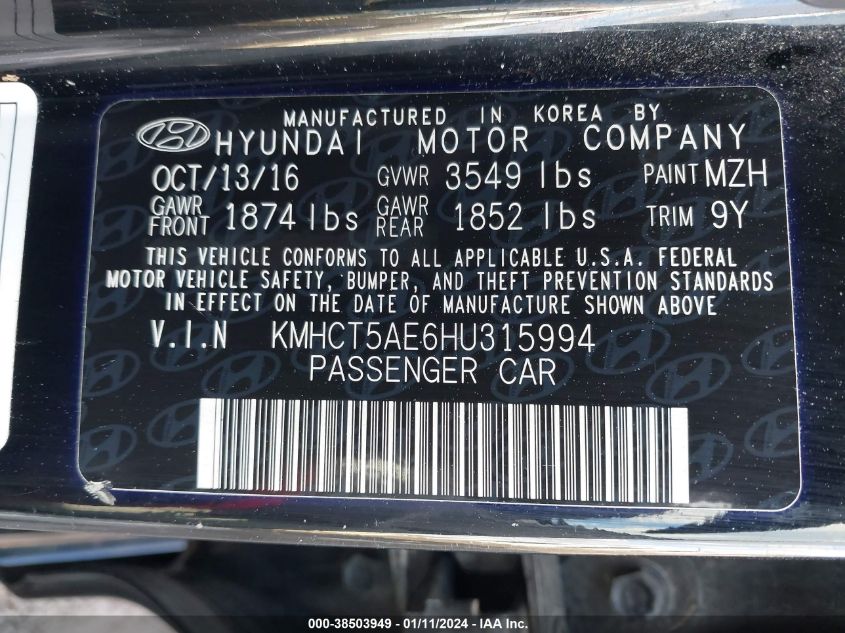 MANUFACTURED IN KOREA BY
HYUNDAI MOTOR COMPANY
OCT/13/16 GVWR 3549 lbs PAINT MZH
GAWR FRONT 1874 lbs GAWR REAR 1852 lbs TRIM 9Y
THIS VEHICLE CONFORMS TO ALL APPLICABLE U.S.A. FEDERAL
MOTOR VEHICLE SAFETY, BUMPER, AND THEFT PREVENTION STANDARDS
IN EFFECT ON THE DATE OF MANUFACTURE SHOWN ABOVE
V.I.N KMHCT5AE6HU315994
PASSENGER CAR
000-38503949 - 01/11/2024 - IAA Inc.